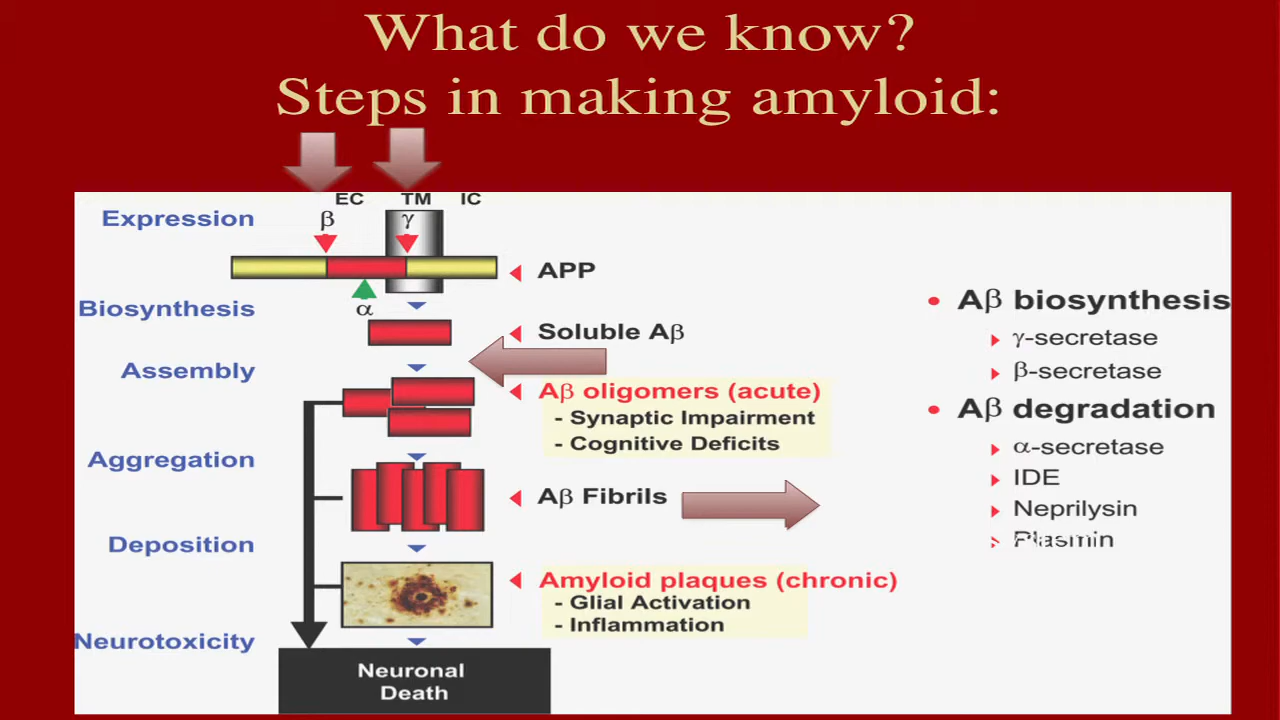 What do we know?
Steps in making amyloid:
EC TM IC
Expression
β γ
APP
Biosynthesis
α
Soluble Aβ
Assembly
Aβ oligomers (acute)
- Synaptic Impairment
- Cognitive Deficits
Aggregation
Aβ Fibrils
Deposition
Amyloid plaques (chronic)
- Glial Activation
- Inflammation
Neurotoxicity
Neuronal
Death
• Aβ biosynthesis
γ-secretase
β-secretase
• Aβ degradation
α-secretase
IDE
Neprilysin
Plasmin